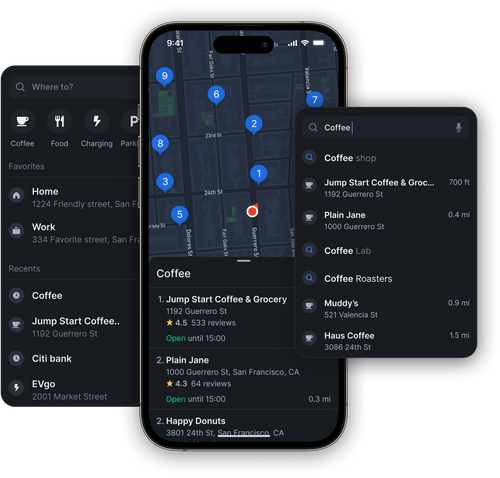 Where to?
Coffee
Food
Charging
Favorites
Home
1224 Friendly street, San
Work
334 Favorite street, San
Recents
Coffee
Jump Start Coffee..
1192 Guerrero St
Citi bank
EVgo
2001 Market Street
9:41
Fair Oaks St
Valencia
9
6
7
2
23rd St
8
1
3
24th St
5
Dolores St
Fair Oaks St
Guerrero St
Coffee
1. Jump Start Coffee & Grocery
1192 Guerrero St
4.5 533 reviews
Open until 15:00
2. Plain Jane
1000 Guerrero St, San Francisco, CA
4.3 64 reviews
Open until 15:00
0.3 mi
2. Happy Donuts
3801 24th St, San Francisco, CA
Coffee
Coffee shop
Jump Start Coffee & Groc...
700 ft
1192 Guerrero St
Plain Jane
0.4 mi
1000 Guerrero St
Coffee Lab
Coffee Roasters
Muddy's
0.9 mi
521 Valencia St
Haus Coffee
1.5 mi
3086 24th St